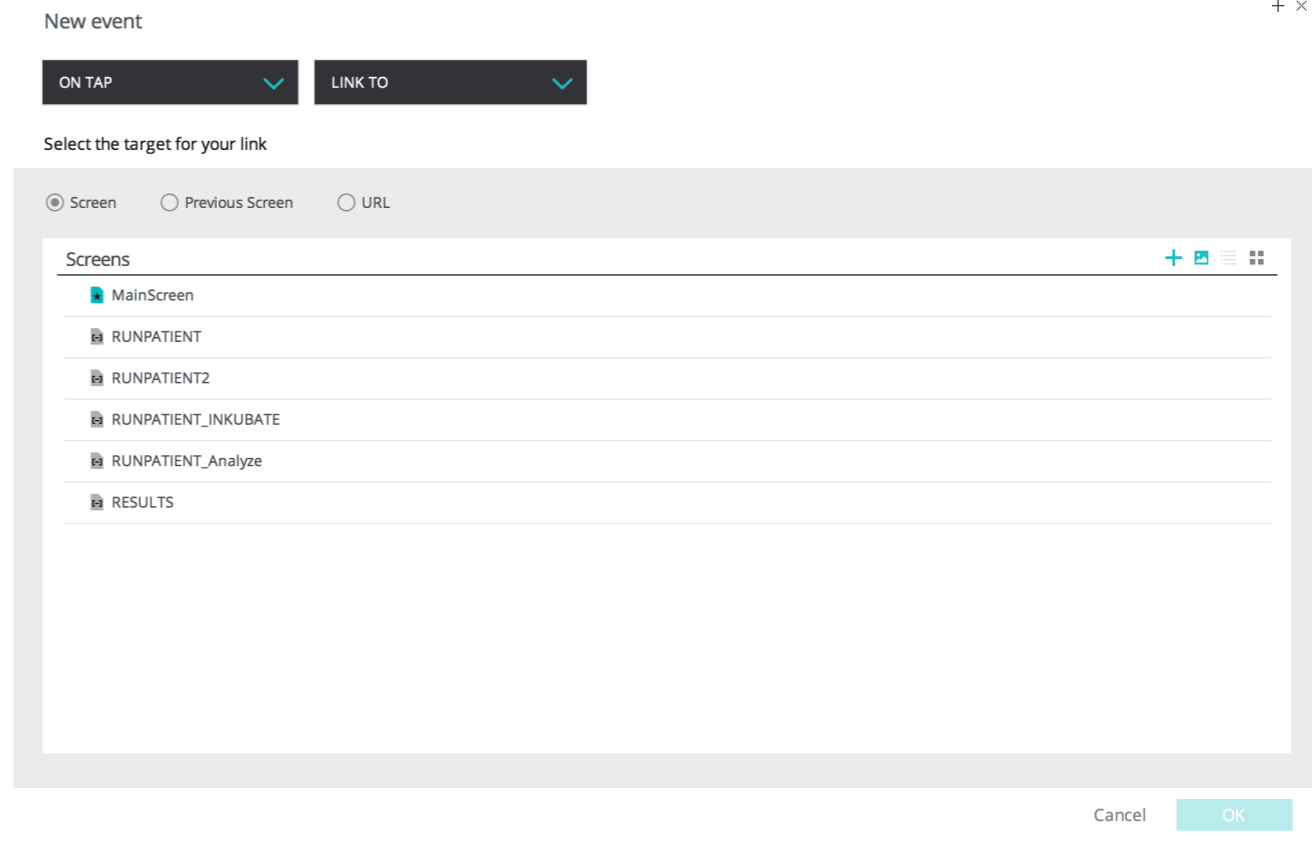 New event
ON TAP LINK TO
Select the target for your link
Screen Previous Screen URL
Screens
MainScreen
RUNPATIENT
RUNPATIENT2
RUNPATIENT_INKUBATE
RUNPATIENT_Analyze
RESULTS
Cancel OK